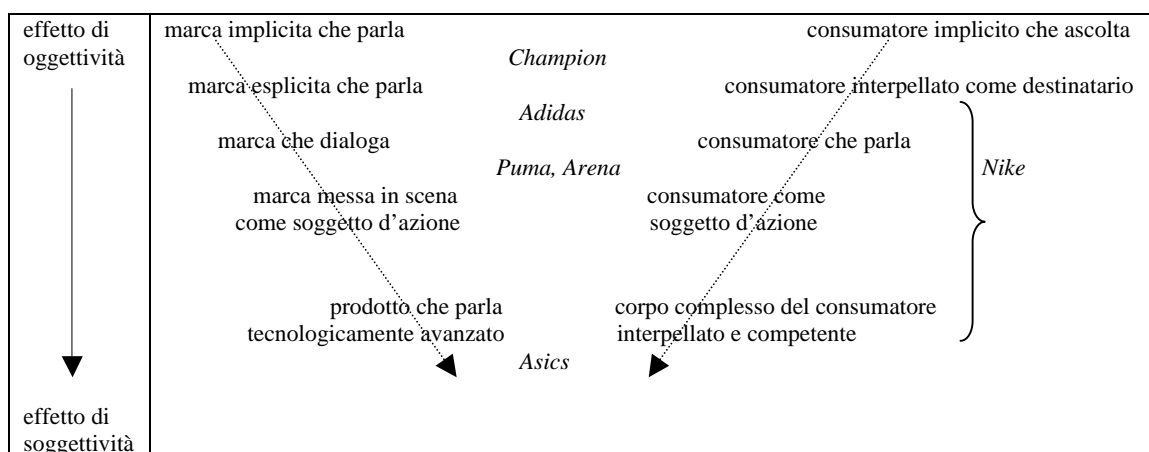 effetto di
oggettività
marca implicita che parla
consumatore implicito che ascolta
Champion
marca esplicita che parla
consumatore interpellato come destinatario
Adidas
marca che dialoga
consumatore che parla
Puma, Arena
Nike
marca messa in scena
come soggetto d’azione
consumatore come
soggetto d’azione
prodotto che parla
tecnologicamente avanzato
corpo complesso del consumatore
interpellato e competente
Asics
effetto di
soggettività